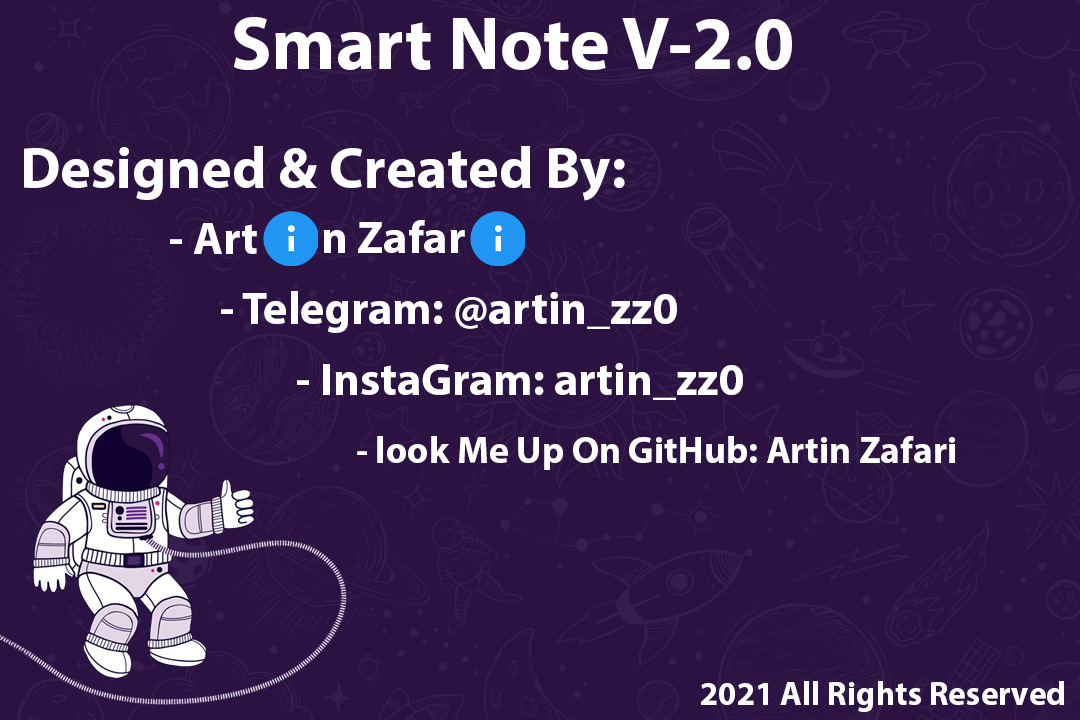 Smart Note V-2.0
Designed & Created By:
- Artin Zafari
- Telegram: @artin_zz0
- InstaGram: artin_zz0
- look Me Up On GitHub: Artin Zafari
2021 All Rights Reserved